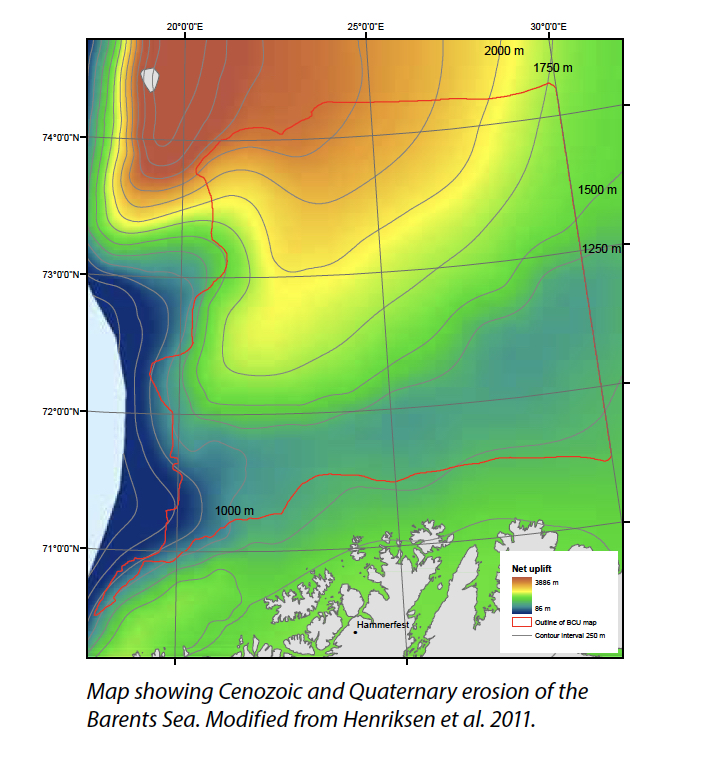 20°0'0"E
25°0'0"E
30°0'0"E
2000 m
1750 m
74°0'0"N
1500 m
1250 m
73°0'0"N
72°0'0"N
1000 m
71°0'0"N
Net uplift
3886 m
86 m
Outline of BCU map
Contour interval 250 m
Hammerfest
Map showing Cenozoic and Quaternary erosion of the
Barents Sea. Modified from Henriksen et al. 2011.